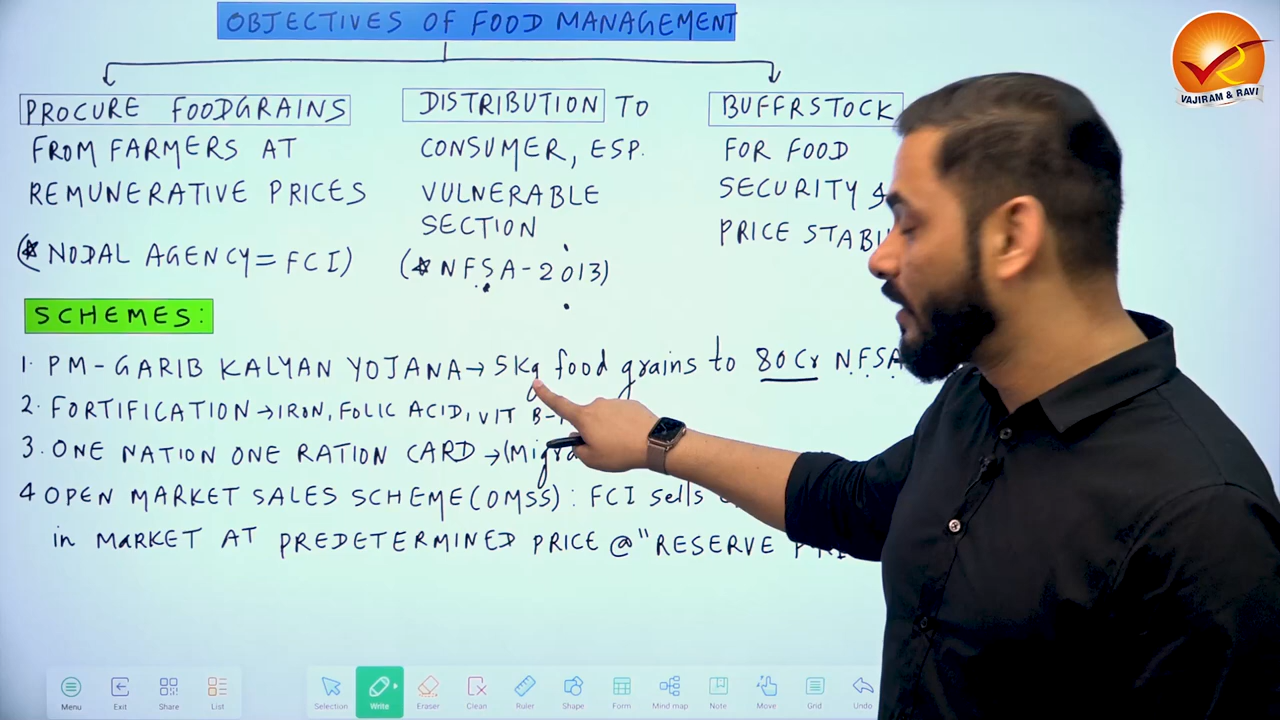 OBJECTIVES OF FOOD MANAGEMENT
VAJIRAM & RAVI
PROCURE FOODGRAINS
FROM FARMERS AT
REMUNERATIVE PRICES
(* NODAL AGENCY = FCI)
DISTRIBUTION TO
CONSUMER, ESP.
VULNERABLE
SECTION
(* NFSA - 2013)
BUFFRSTOCK
FOR FOOD
SECURITY &
PRICE
SCHEMES:
1. PM - GARIB KALYAN YOJANA → 5Kg food grains to 80 Cr NFSA
2. FORTIFICATION → IRON, FOLIC ACID, VIT B-
3. ONE NATION ONE RATION CARD →
4 OPEN MARKET SALES SCHEME (OMSS) : FCI sells
in MARKET AT PREDETERMINED PRICE @ "RESERVE
Menu Exit Share List Selection Write Eraser Clean Ruler Shape Form Mind map Note Move Grid Undo